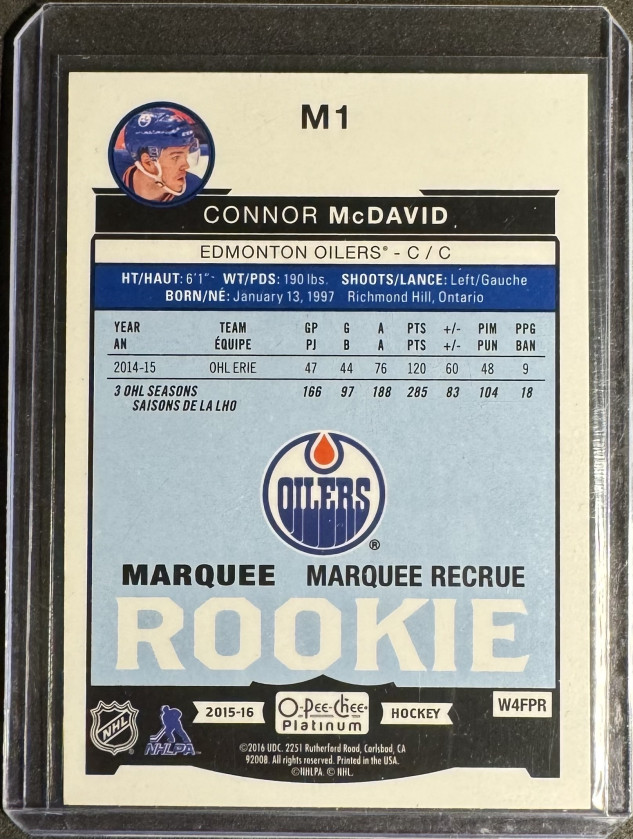 M1
CONNOR McDAVID
EDMONTON OILERS® - C / C
HT/HAUT: 6'1" WT/PDS: 190 lbs. SHOOTS/LANCE: Left/Gauche
BORN/NÉ: January 13, 1997 Richmond Hill, Ontario
YEAR TEAM GP G A PTS +/- PIM PPG
AN ÉQUIPE PJ B A PTS +/- PUN BAN
2014-15 OHL ERIE 47 44 76 120 60 48 9
3 OHL SEASONS 166 97 188 285 83 104 18
SAISONS DE LA LHO
OILERS ®
MARQUEE MARQUEE RECRUE
ROOKIE
NHL NHLPA 2015-16 O-Pee-Chee Platinum HOCKEY W4FPR
©2016 UDC. 2251 Rutherford Road, Carlsbad, CA
92008. All rights reserved. Printed in the USA.
©NHLPA. © NHL.